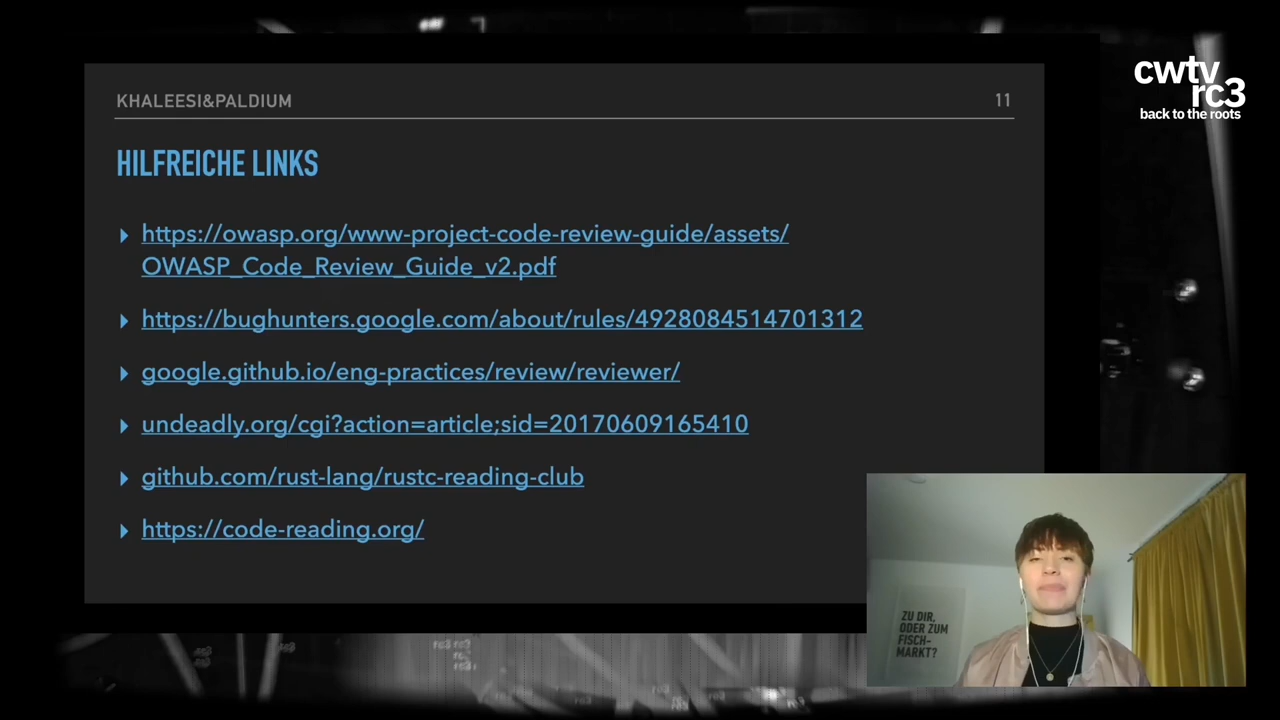 cwtv
rc3
back to the roots
KHALEESI&PALDIUM
11
HILFREICHE LINKS
https://owasp.org/www-project-code-review-guide/assets/
OWASP_Code_Review_Guide_v2.pdf
https://bughunters.google.com/about/rules/4928084514701312
google.github.io/eng-practices/review/reviewer/
undeadly.org/cgi?action=article;sid=20170609165410
github.com/rust-lang/rustc-reading-club
https://code-reading.org/
ZU DIR,
ODER ZUM
FISCH-
MARKT?
rc3 rc3